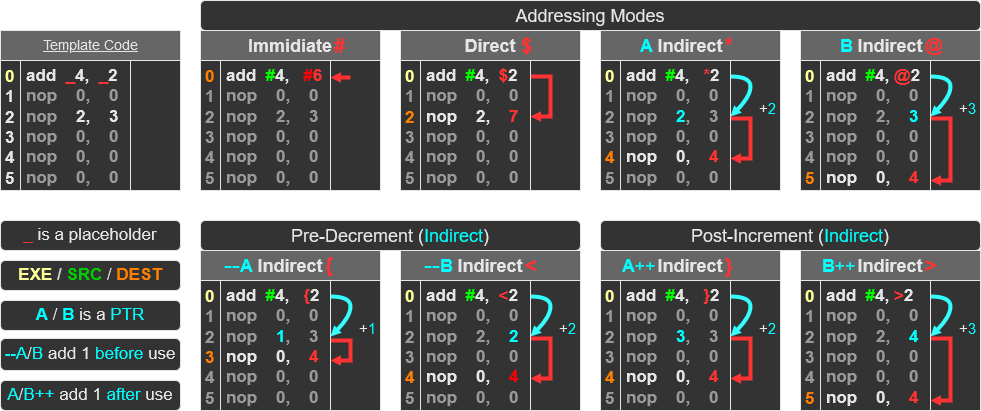 Addressing Modes
Template Code
0 add _4, _2
1 nop 0, 0
2 nop 2, 3
3 nop 0, 0
4 nop 0, 0
5 nop 0, 0
Immidiate#
0 add #4, #6
1 nop 0, 0
2 nop 2, 3
3 nop 0, 0
4 nop 0, 0
5 nop 0, 0
Direct $
0 add #4, $2
1 nop 0, 0
2 nop 2, 7
3 nop 0, 0
4 nop 0, 0
5 nop 0, 0
A Indirect*
0 add #4, *2
1 nop 0, 0
2 nop 2, 3
3 nop 0, 0
4 nop 0, 4
5 nop 0, 0
+2
B Indirect@
0 add #4, @2
1 nop 0, 0
2 nop 2, 3
3 nop 0, 0
4 nop 0, 0
5 nop 0, 4
+3
_ is a placeholder
EXE / SRC / DEST
A / B is a PTR
--A/B add 1 before use
A/B++ add 1 after use
Pre-Decrement (Indirect)
--A Indirect{
0 add #4, {2
1 nop 0, 0
2 nop 1, 3
3 nop 0, 4
4 nop 0, 0
5 nop 0, 0
+1
--B Indirect<
0 add #4, <2
1 nop 0, 0
2 nop 2, 2
3 nop 0, 0
4 nop 0, 4
5 nop 0, 0
+2
Post-Increment (Indirect)
A++ Indirect}
0 add #4, }2
1 nop 0, 0
2 nop 3, 3
3 nop 0, 0
4 nop 0, 4
5 nop 0, 0
+2
B++ Indirect>
0 add #4, >2
1 nop 0, 0
2 nop 2, 4
3 nop 0, 0
4 nop 0, 0
5 nop 0, 4
+3